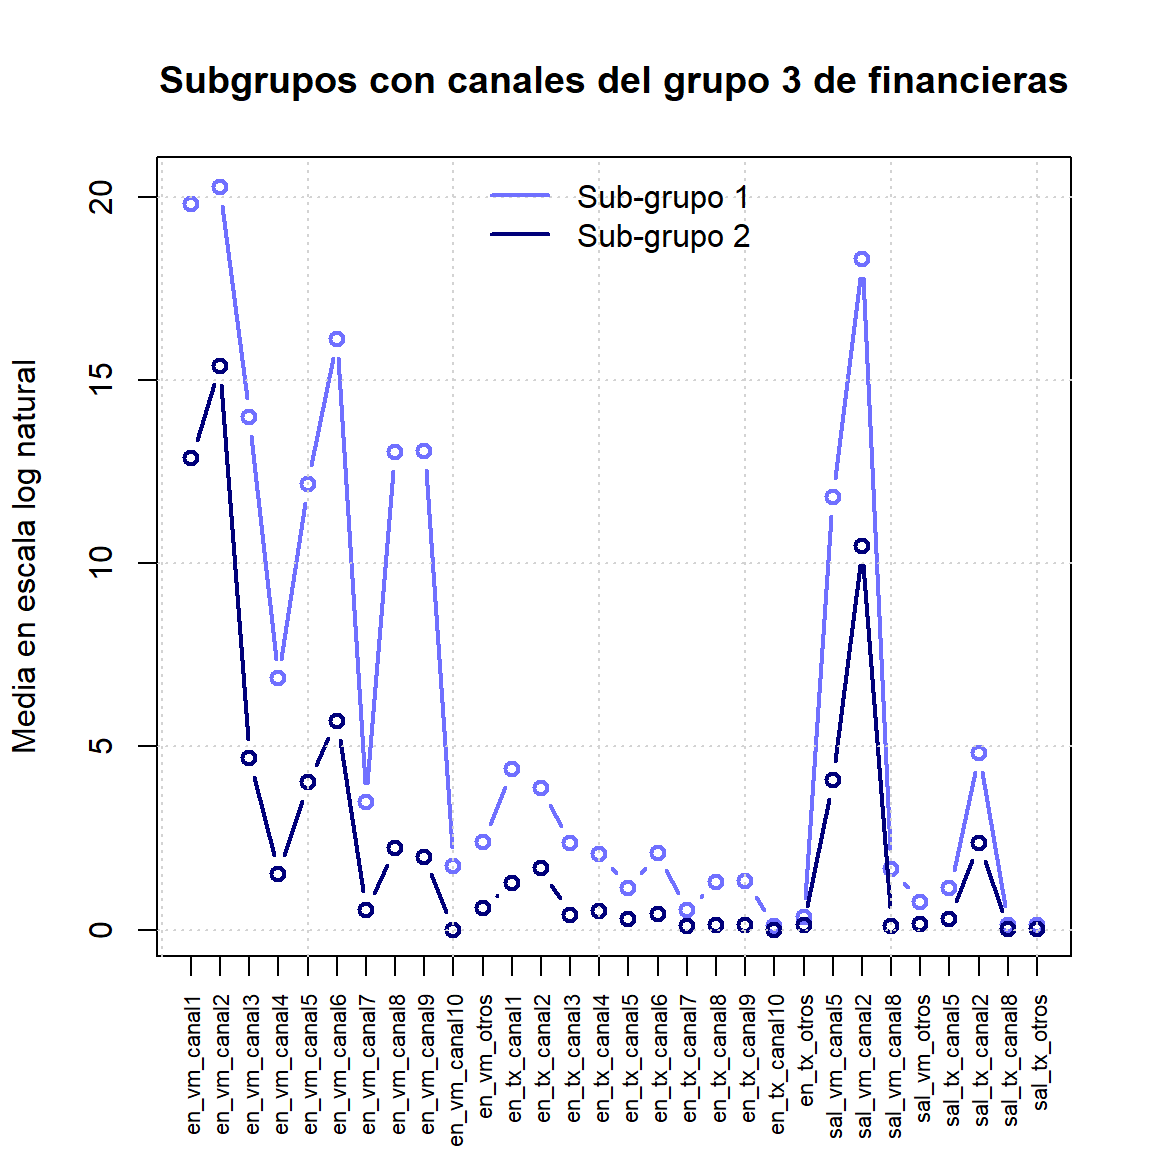 Subgrupos con canales del grupo 3 de financieras
Sub-grupo 1
Sub-grupo 2
Media en escala log natural
20
15
10
5
0
en_vm_canal1
en_vm_canal2
en_vm_canal3
en_vm_canal4
en_vm_canal5
en_vm_canal6
en_vm_canal7
en_vm_canal8
en_vm_canal9
en_vm_canal10
en_vm_otros
en_tx_canal1
en_tx_canal2
en_tx_canal3
en_tx_canal4
en_tx_canal5
en_tx_canal6
en_tx_canal7
en_tx_canal8
en_tx_canal9
en_tx_canal10
en_tx_otros
sal_vm_canal5
sal_vm_canal2
sal_vm_canal8
sal_vm_otros
sal_tx_canal5
sal_tx_canal2
sal_tx_canal8
sal_tx_otros